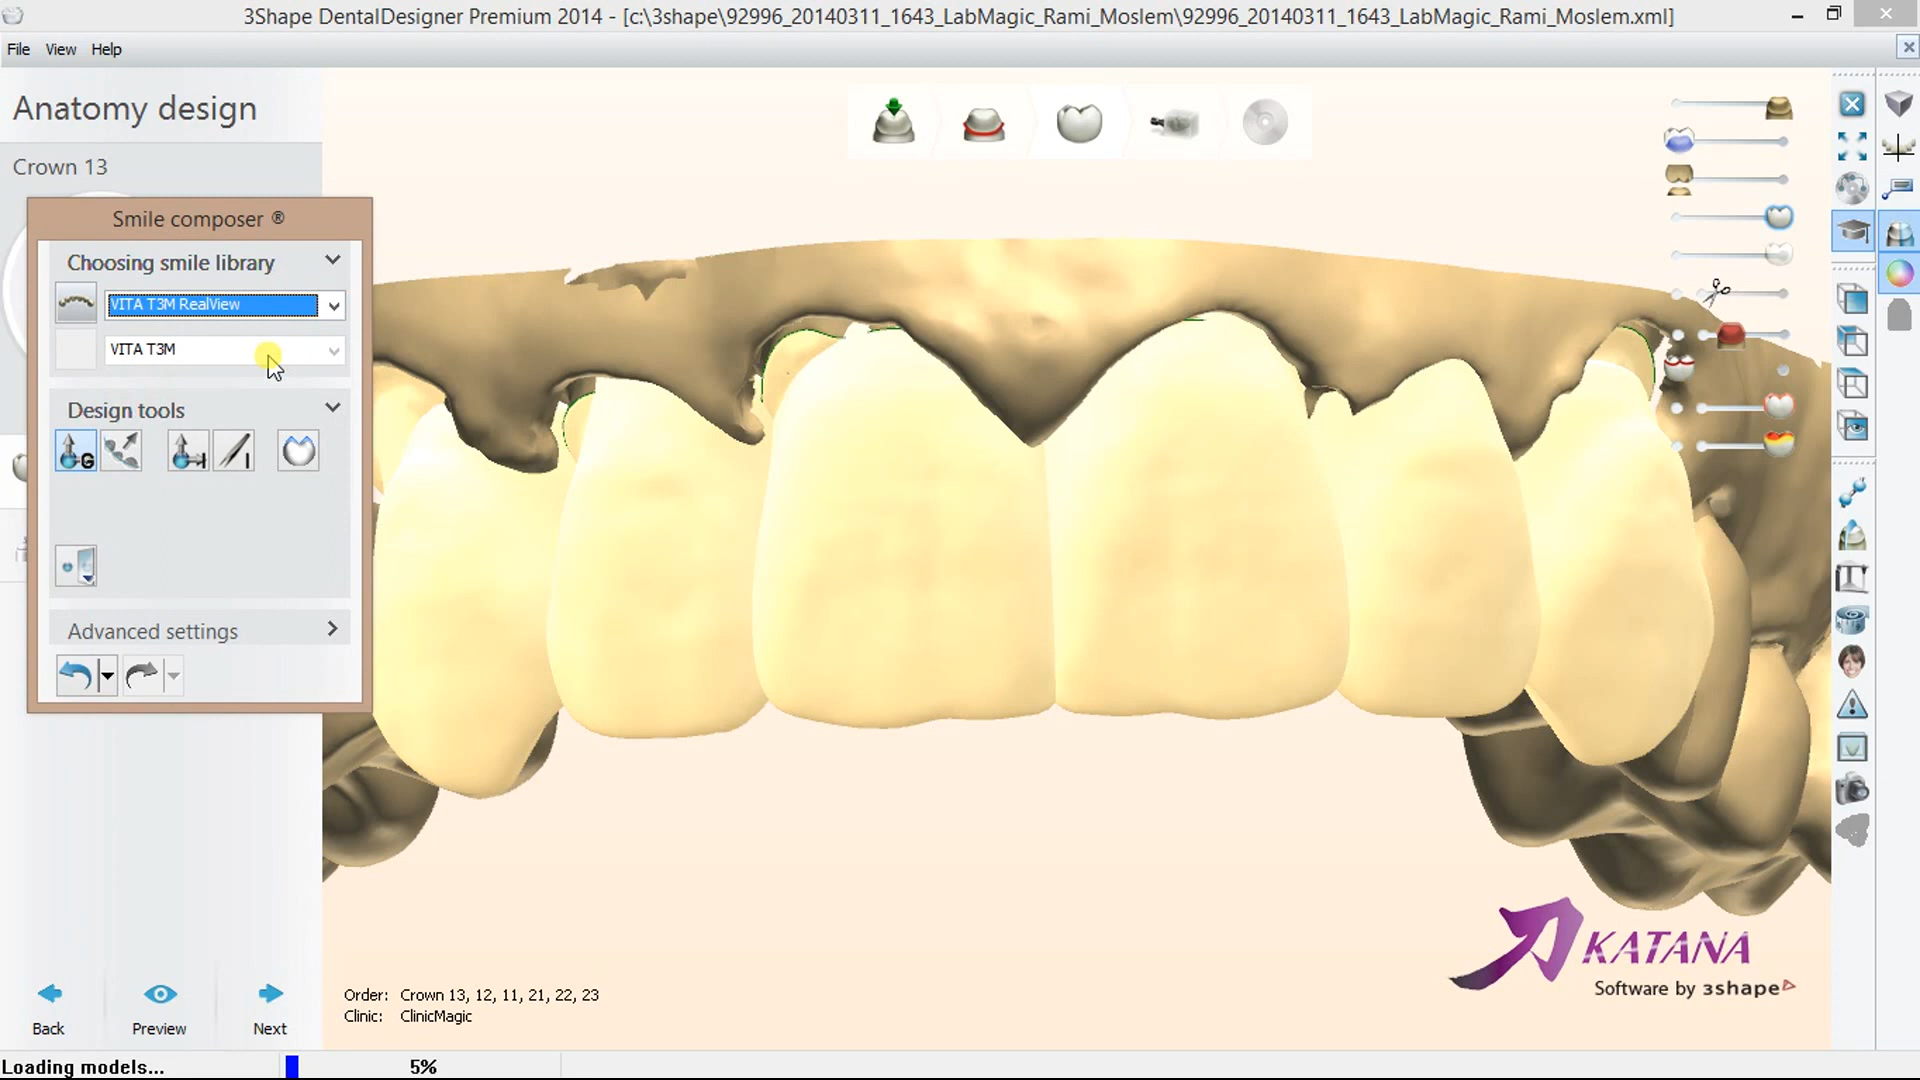 3Shape DentalDesigner Premium 2014 - [c:\3shape\92996_20140311_1643_LabMagic_Rami_Moslem\92996_20140311_1643_LabMagic_Rami_Moslem.xml]
File View Help
Anatomy design
Crown 13
Smile composer ®
Choosing smile library
VITA T3M RealView
VITA T3M
Design tools
G
Advanced settings
KATANA
Software by 3shape
Order: Crown 13, 12, 11, 21, 22, 23
Clinic: ClinicMagic
Back Preview Next
Loading models... 5%